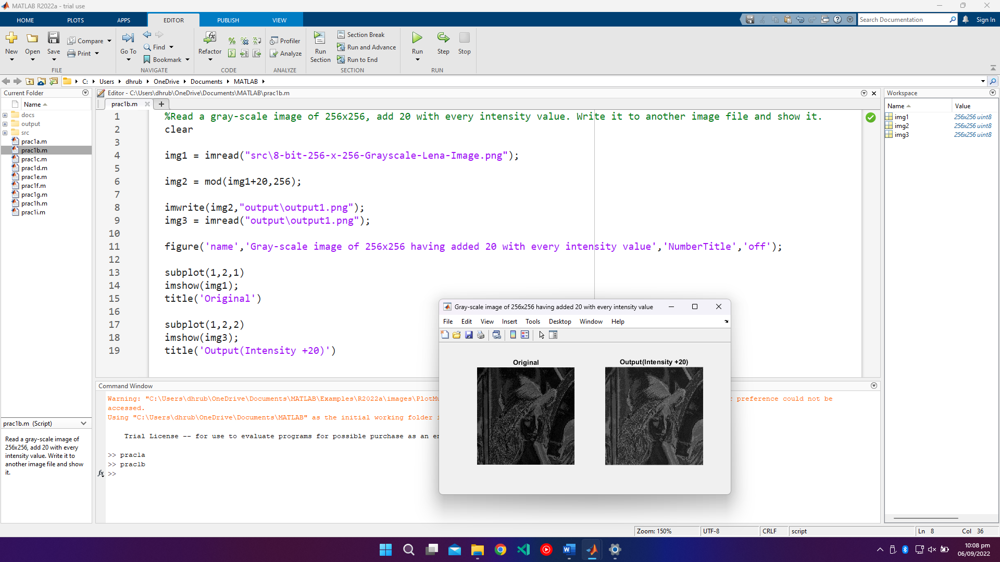 MATLAB R2022a - trial use
HOME PLOTS APPS EDITOR PUBLISH VIEW
Search Documentation
Sign In
New Open Save
Compare
Print
FILE
Go To
Find
Bookmark
NAVIGATE
Refactor
CODE
Profiler
Analyze
ANALYZE
Run Section
Section Break
Run and Advance
Run to End
SECTION
Run Step Stop
RUN
C: Users dhrub OneDrive Documents MATLAB
Current Folder
Name
docs
output
src
prac1a.m
prac1b.m
prac1c.m
prac1d.m
prac1e.m
prac1f.m
prac1g.m
prac1h.m
prac1i.m
prac1b.m (Script)
Read a gray-scale image of
256x256, add 20 with every
intensity value. Write it to
another image file and show
it.
Editor - C:\Users\dhrub\OneDrive\Documents\MATLAB\prac1b.m
prac1b.m
1 %Read a gray-scale image of 256x256, add 20 with every intensity value. Write it to another image file and show it.
2 clear
3
4 img1 = imread("src\8-bit-256-x-256-Grayscale-Lena-Image.png");
5
6 img2 = mod(img1+20,256);
7
8 imwrite(img2,"output\output1.png");
9 img3 = imread("output\output1.png");
10
11 figure('name','Gray-scale image of 256x256 having added 20 with every intensity value','NumberTitle','off');
12
13 subplot(1,2,1)
14 imshow(img1);
15 title('Original')
16
17 subplot(1,2,2)
18 imshow(img3);
19 title('Output(Intensity +20)')
Command Window
Warning: "C:\Users\dhrub\OneDrive\Documents\MATLAB\Examples\R2022a\images\PlotMu
preference could not be
accessed.
Using "C:\Users\dhrub\OneDrive\Documents\MATLAB" as the initial working folder
Trial License -- for use to evaluate programs for possible purchase as an
>> prac1a
>> prac1b
fx >>
Gray-scale image of 256x256 having added 20 with every intensity value
File Edit View Insert Tools Desktop Window Help
Original
Output(Intensity +20)
Workspace
Name Value
img1 256x256 uint8
img2 256x256 uint8
img3 256x256 uint8
Zoom: 150% UTF-8 CRLF script Ln 8 Col 36
10:08 pm
06/09/2022